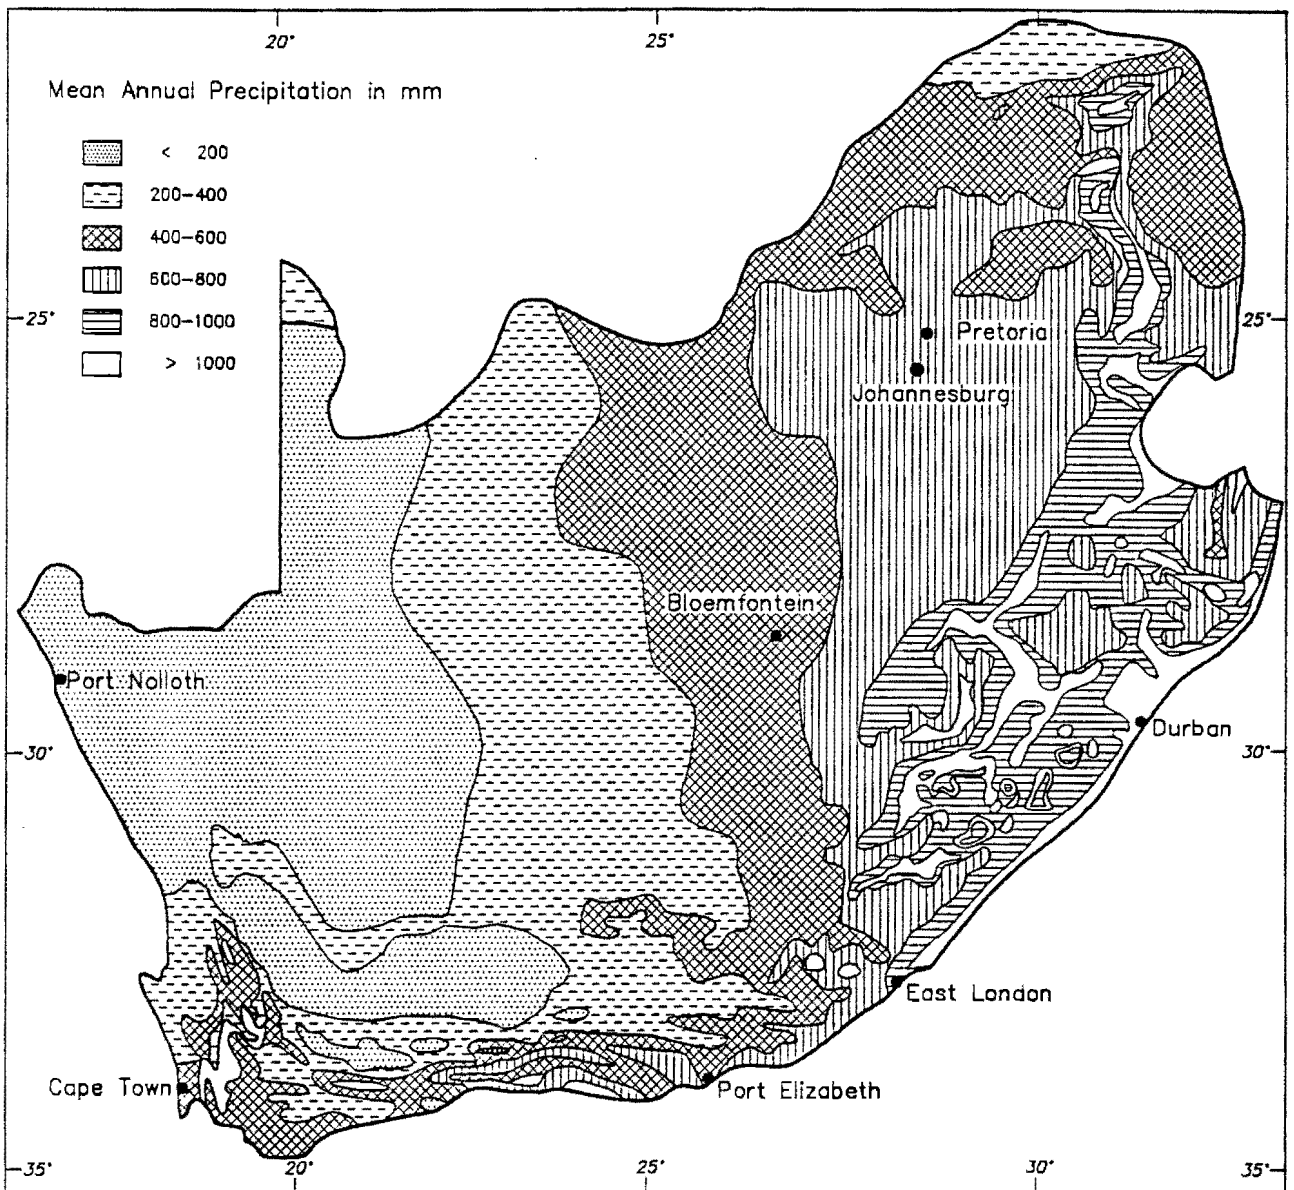 20°
25°
Mean Annual Precipitation in mm
< 200
200-400
400-600
600-800
800-1000
> 1000
25°
25°
Pretoria
Johannesburg
Bloemfontein
Port Nolloth
Durban
30°
30°
East London
Cape Town
Port Elizabeth
35°
20°
25°
30°
35°